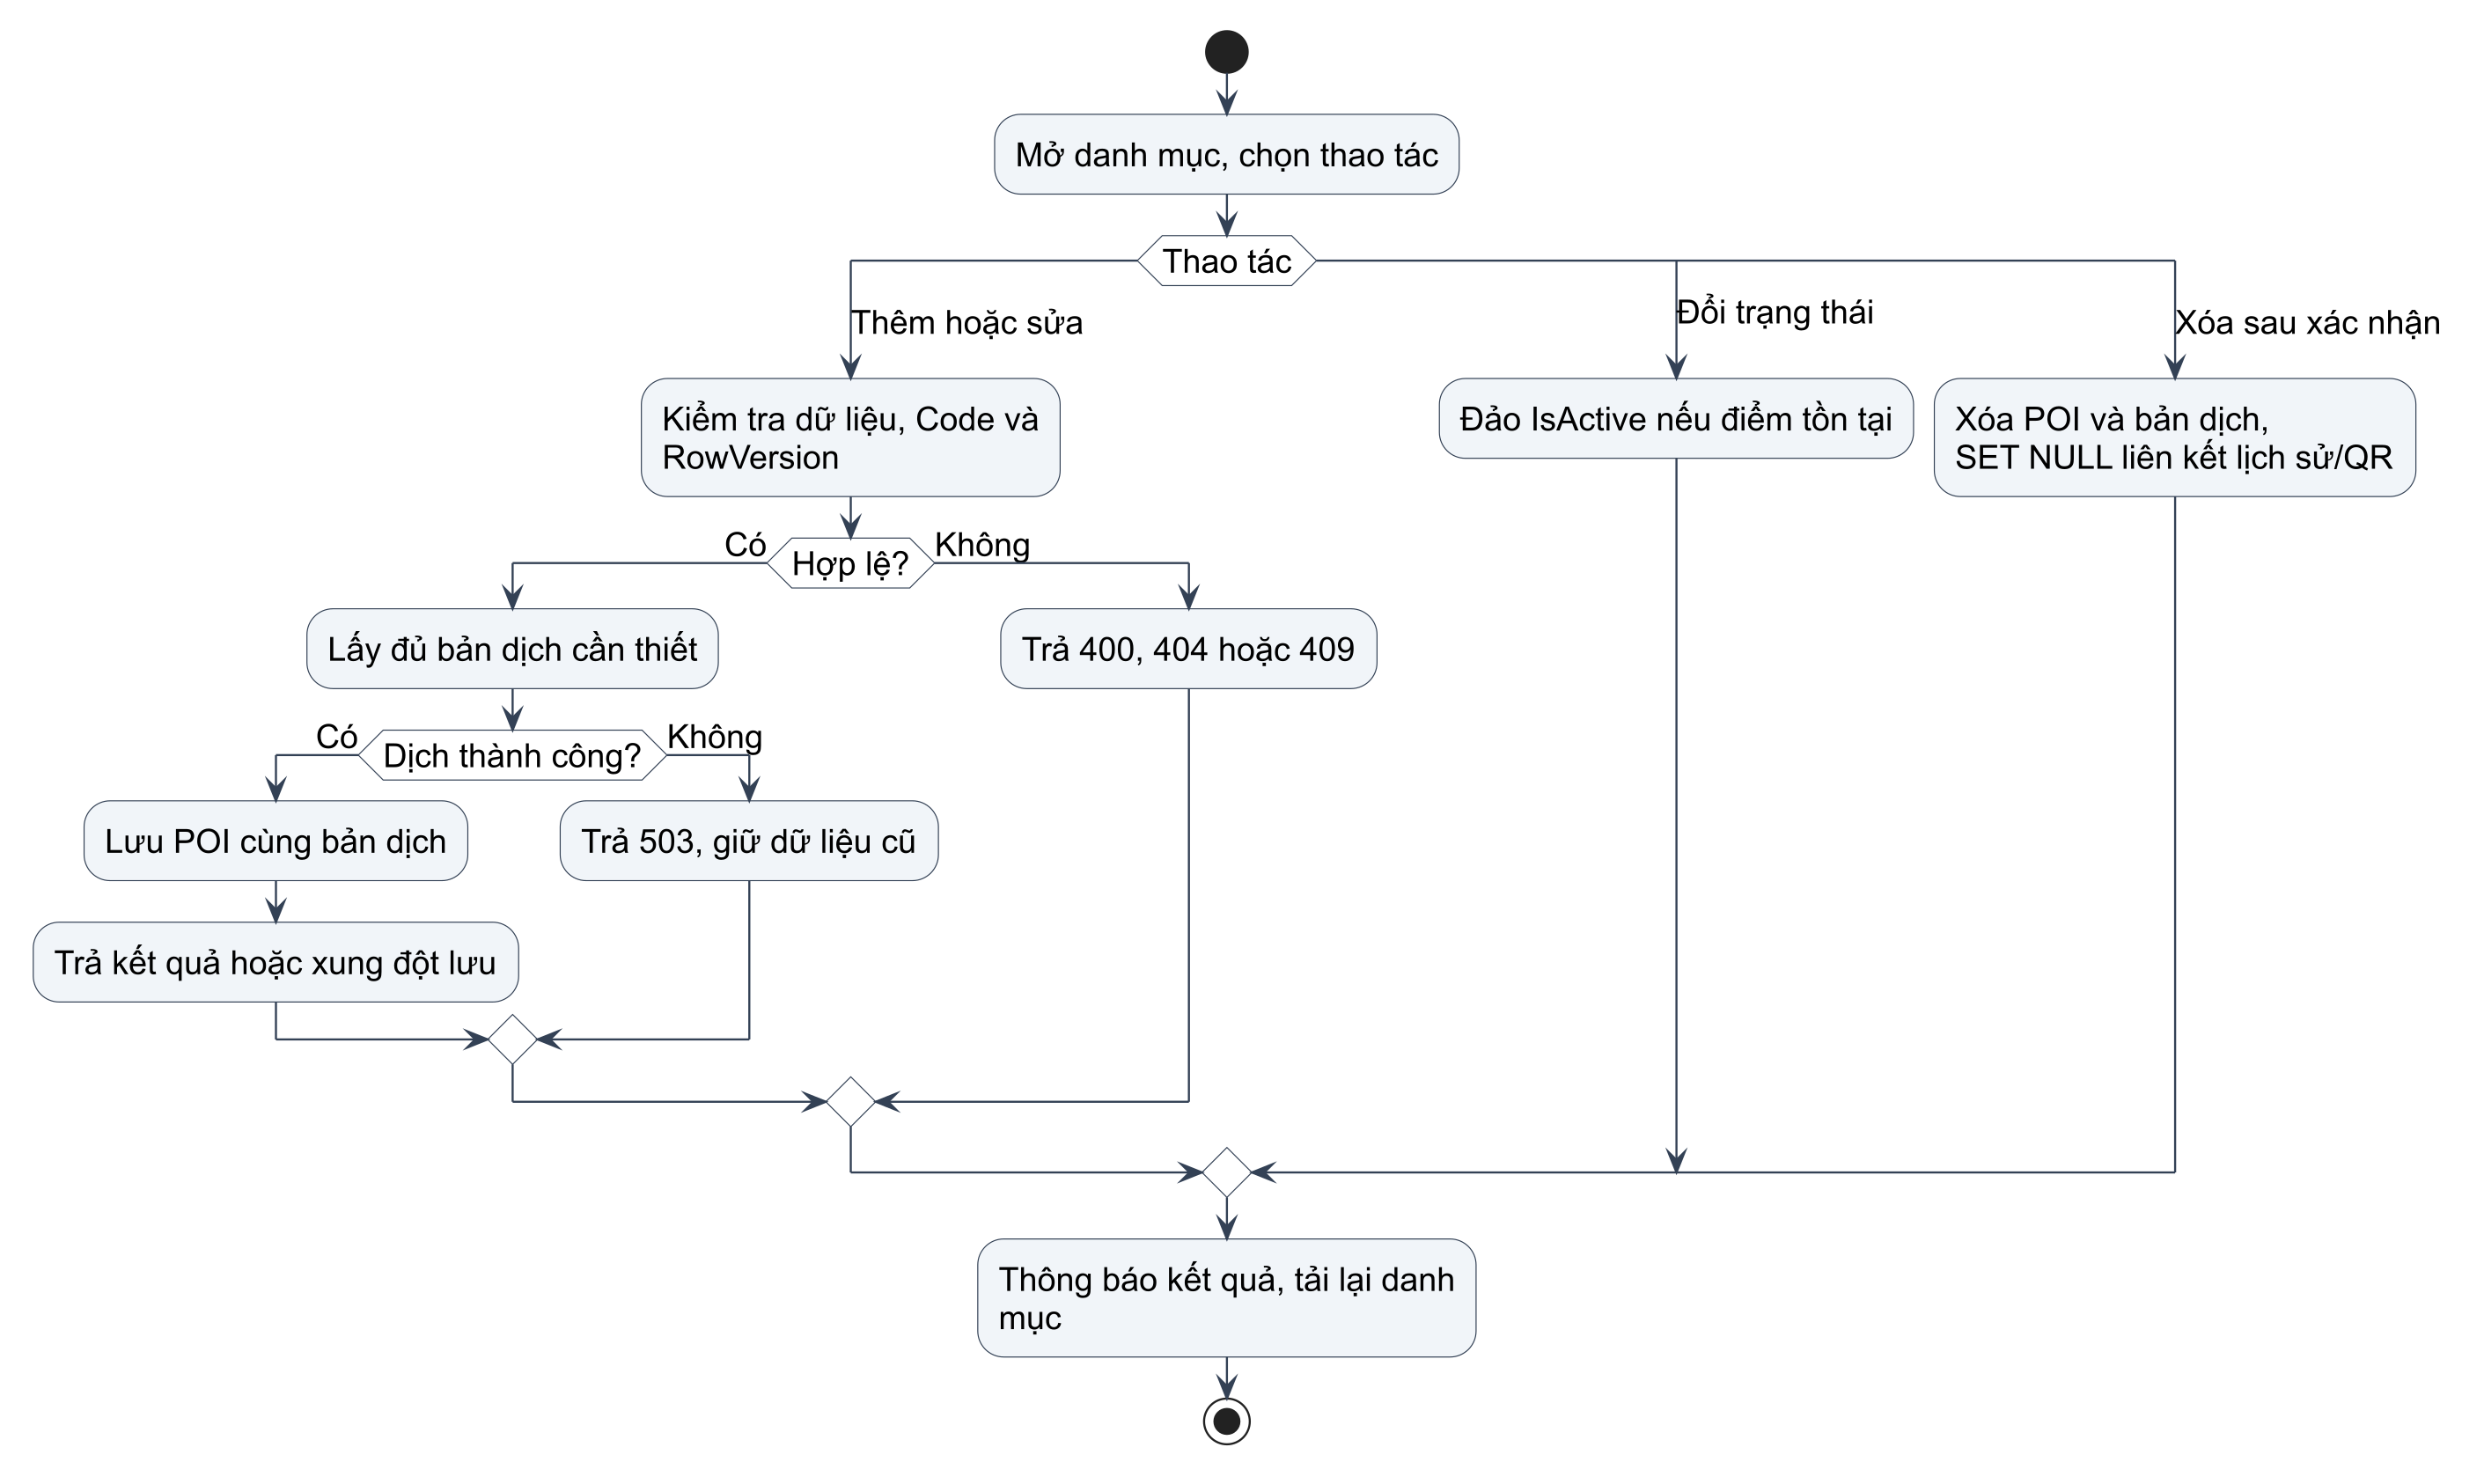 Mở danh mục, chọn thao tác
Thao tác
Thêm hoặc sửa
Đổi trạng thái
Xóa sau xác nhận
Kiểm tra dữ liệu, Code và
RowVersion
Đảo IsActive nếu điểm tồn tại
Xóa POI và bản dịch,
SET NULL liên kết lịch sử/QR
Có
Hợp lệ?
Không
Lấy đủ bản dịch cần thiết
Trả 400, 404 hoặc 409
Có
Dịch thành công?
Không
Lưu POI cùng bản dịch
Trả 503, giữ dữ liệu cũ
Trả kết quả hoặc xung đột lưu
Thông báo kết quả, tải lại danh
mục